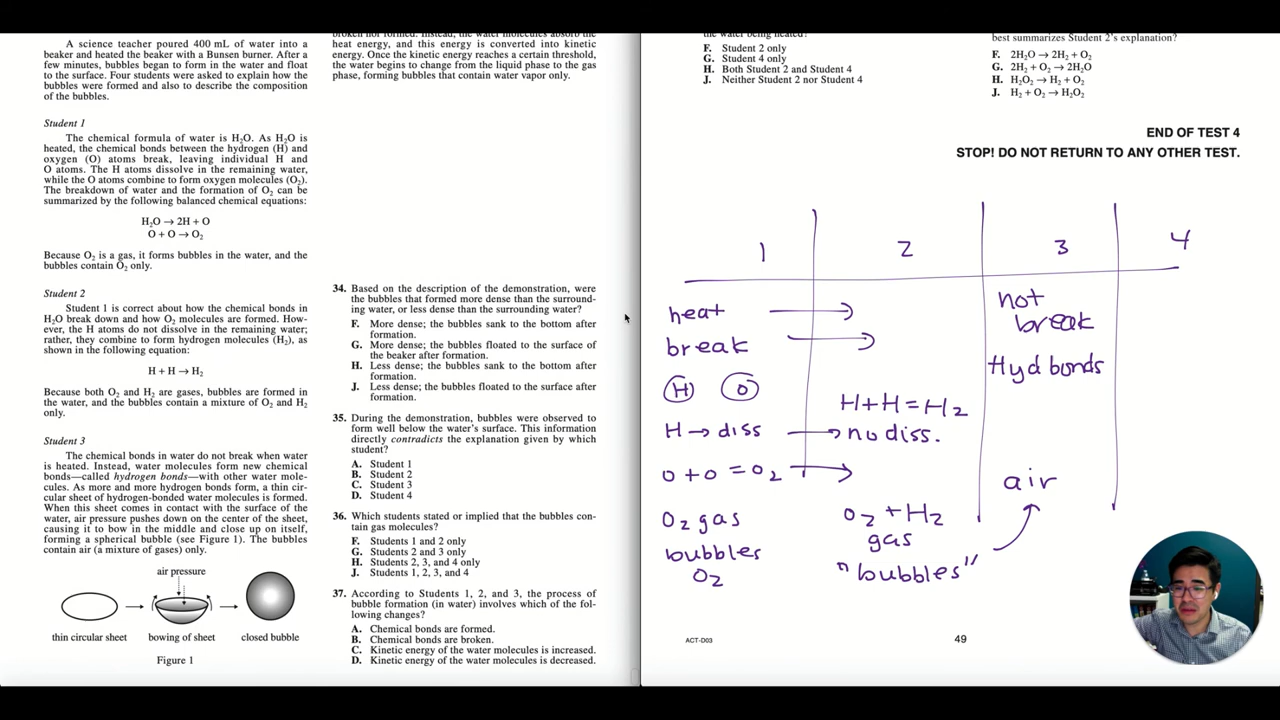 A science teacher poured 400 mL of water into a
beaker and heated the beaker with a Bunsen burner. After a
few minutes, bubbles began to form in the water and float
to the surface. Four students were asked to explain how the
bubbles were formed and also to describe the composition
of the bubbles.
Student 1
The chemical formula of water is H₂O. As H₂O is
heated, the chemical bonds between the hydrogen (H) and
oxygen (O) atoms break, leaving individual H and
O atoms. The H atoms dissolve in the remaining water,
while the O atoms combine to form oxygen molecules (O₂).
The breakdown of water and the formation of O₂ can be
summarized by the following balanced chemical equations:
H₂O → 2H + O
O + O → O₂
Because O₂ is a gas, it forms bubbles in the water, and the
bubbles contain O₂ only.
Student 2
Student 1 is correct about how the chemical bonds in
H₂O break down and how O₂ molecules are formed. How-
ever, the H atoms do not dissolve in the remaining water;
rather, they combine to form hydrogen molecules (H₂), as
shown in the following equation:
H + H → H₂
Because both O₂ and H₂ are gases, bubbles are formed in
the water, and the bubbles contain a mixture of O₂ and H₂
only.
Student 3
The chemical bonds in water do not break when water
is heated. Instead, water molecules form new chemical
bonds—called hydrogen bonds—with other water mole-
cules. As more and more hydrogen bonds form, a thin cir-
cular sheet of hydrogen-bonded water molecules is formed.
When this sheet comes in contact with the surface of the
water, air pressure pushes down on the center of the sheet,
causing it to bow in the middle and close up on itself,
forming a spherical bubble (see Figure 1). The bubbles
contain air (a mixture of gases) only.
air pressure
thin circular sheet bowing of sheet closed bubble
Figure 1
broken nor formed. Instead, the water molecules absorb the
heat energy, and this energy is converted into kinetic
energy. Once the kinetic energy reaches a certain threshold,
the water begins to change from the liquid phase to the gas
phase, forming bubbles that contain water vapor only.
34. Based on the description of the demonstration, were
the bubbles that formed more dense than the surround-
ing water, or less dense than the surrounding water?
F. More dense; the bubbles sank to the bottom after
formation.
G. More dense; the bubbles floated to the surface of
the beaker after formation.
H. Less dense; the bubbles sank to the bottom after
formation.
J. Less dense; the bubbles floated to the surface after
formation.
35. During the demonstration, bubbles were observed to
form well below the water's surface. This information
directly contradicts the explanation given by which
student?
A. Student 1
B. Student 2
C. Student 3
D. Student 4
36. Which students stated or implied that the bubbles con-
tain gas molecules?
F. Students 1 and 2 only
G. Students 2 and 3 only
H. Students 2, 3, and 4 only
J. Students 1, 2, 3, and 4
37. According to Students 1, 2, and 3, the process of
bubble formation (in water) involves which of the fol-
lowing changes?
A. Chemical bonds are formed.
B. Chemical bonds are broken.
C. Kinetic energy of the water molecules is increased.
D. Kinetic energy of the water molecules is decreased.
the water being heated?
F. Student 2 only
G. Student 4 only
H. Both Student 2 and Student 4
J. Neither Student 2 nor Student 4
best summarizes Student 2's explanation?
F. 2H₂O → 2H₂ + O₂
G. 2H₂ + O₂ → 2H₂O
H. H₂O₂ → H₂ + O₂
J. H₂ + O₂ → H₂O₂
END OF TEST 4
STOP! DO NOT RETURN TO ANY OTHER TEST.
1 2 3 4
heat →
break →
H O
H → diss →
O + O = O₂ →
O₂ gas
bubbles
O₂
H + H = H₂
no diss.
O₂ + H₂
gas
"bubbles"
not
break
Hyd bonds
air
ACT-D03
49